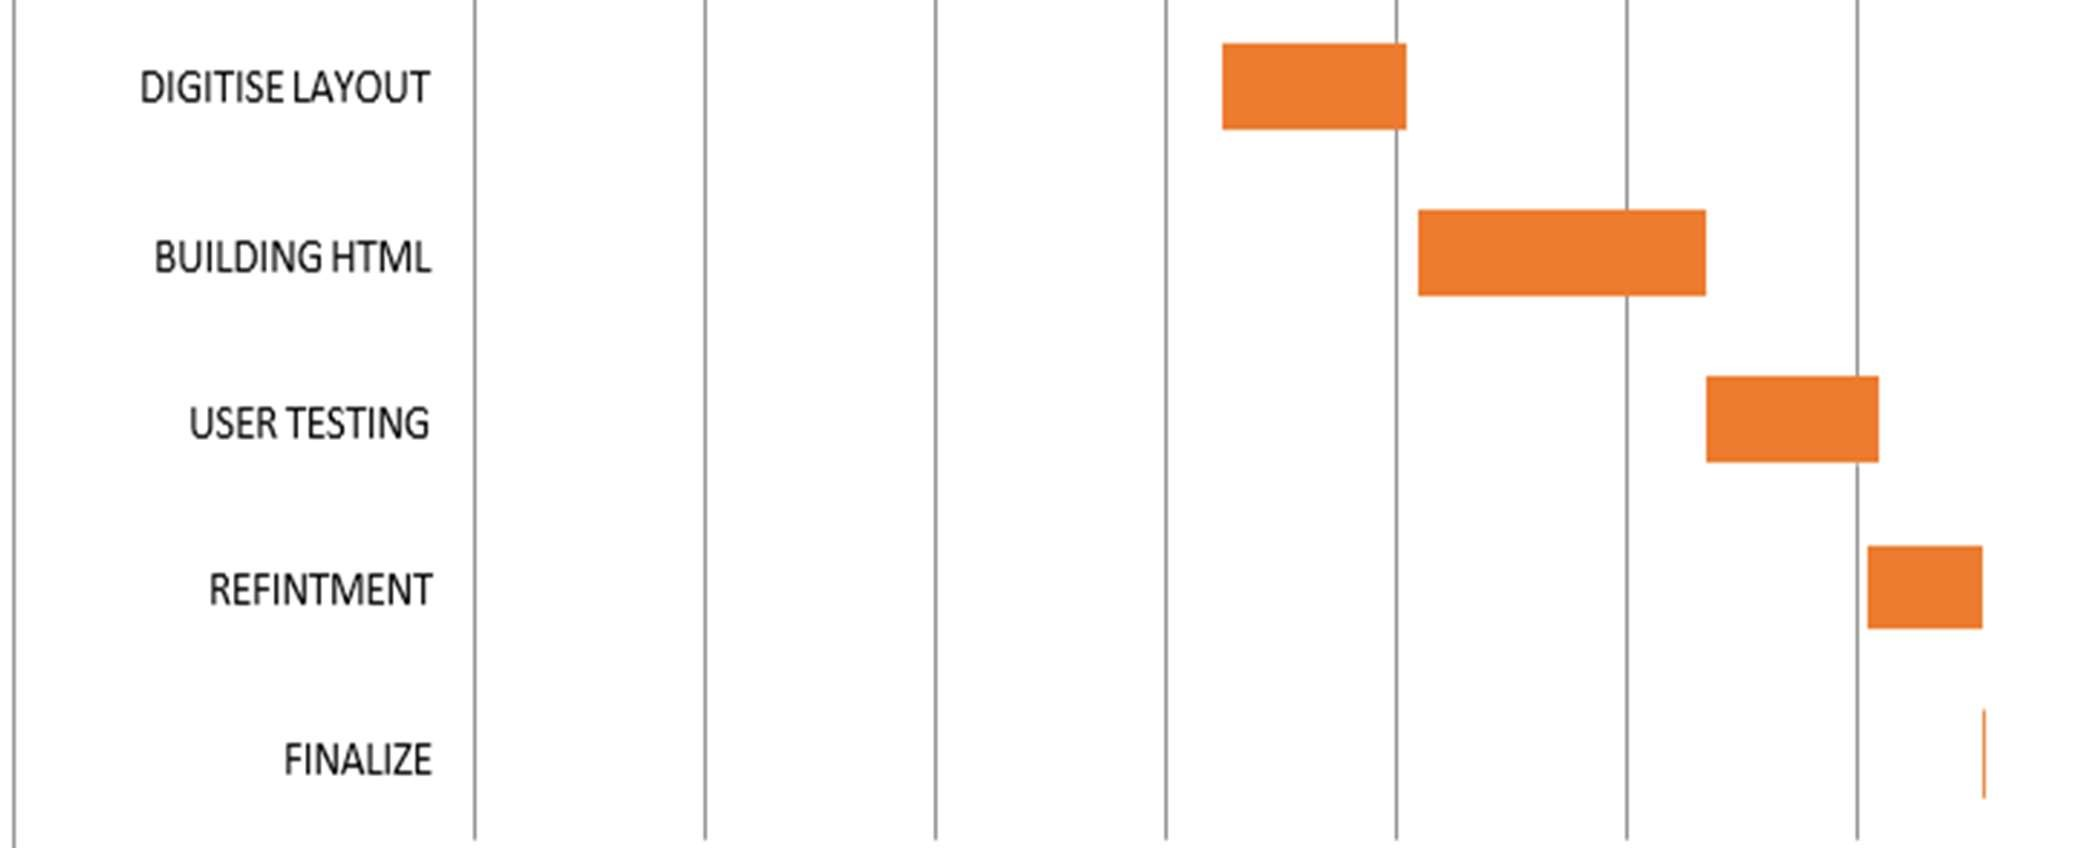 DIGITISE LAYOUT
BUILDING HTML
USER TESTING
REFINTMENT
FINALIZE